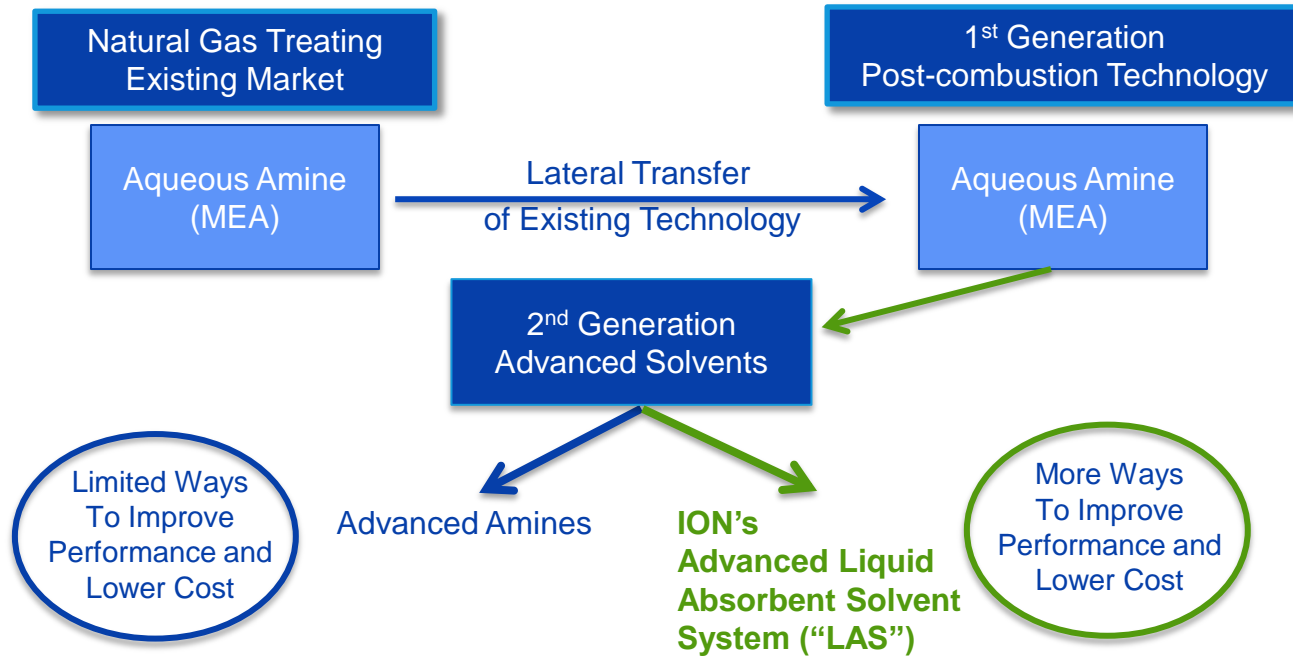 Natural Gas Treating
Existing Market
1st Generation
Post-combustion Technology
Aqueous Amine
(MEA)
Lateral Transfer
of Existing Technology
Aqueous Amine
(MEA)
2nd Generation
Advanced Solvents
Limited Ways
To Improve
Performance and
Lower Cost
Advanced Amines
ION’s
Advanced Liquid
Absorbent Solvent
System (“LAS”)
More Ways
To Improve
Performance and
Lower Cost